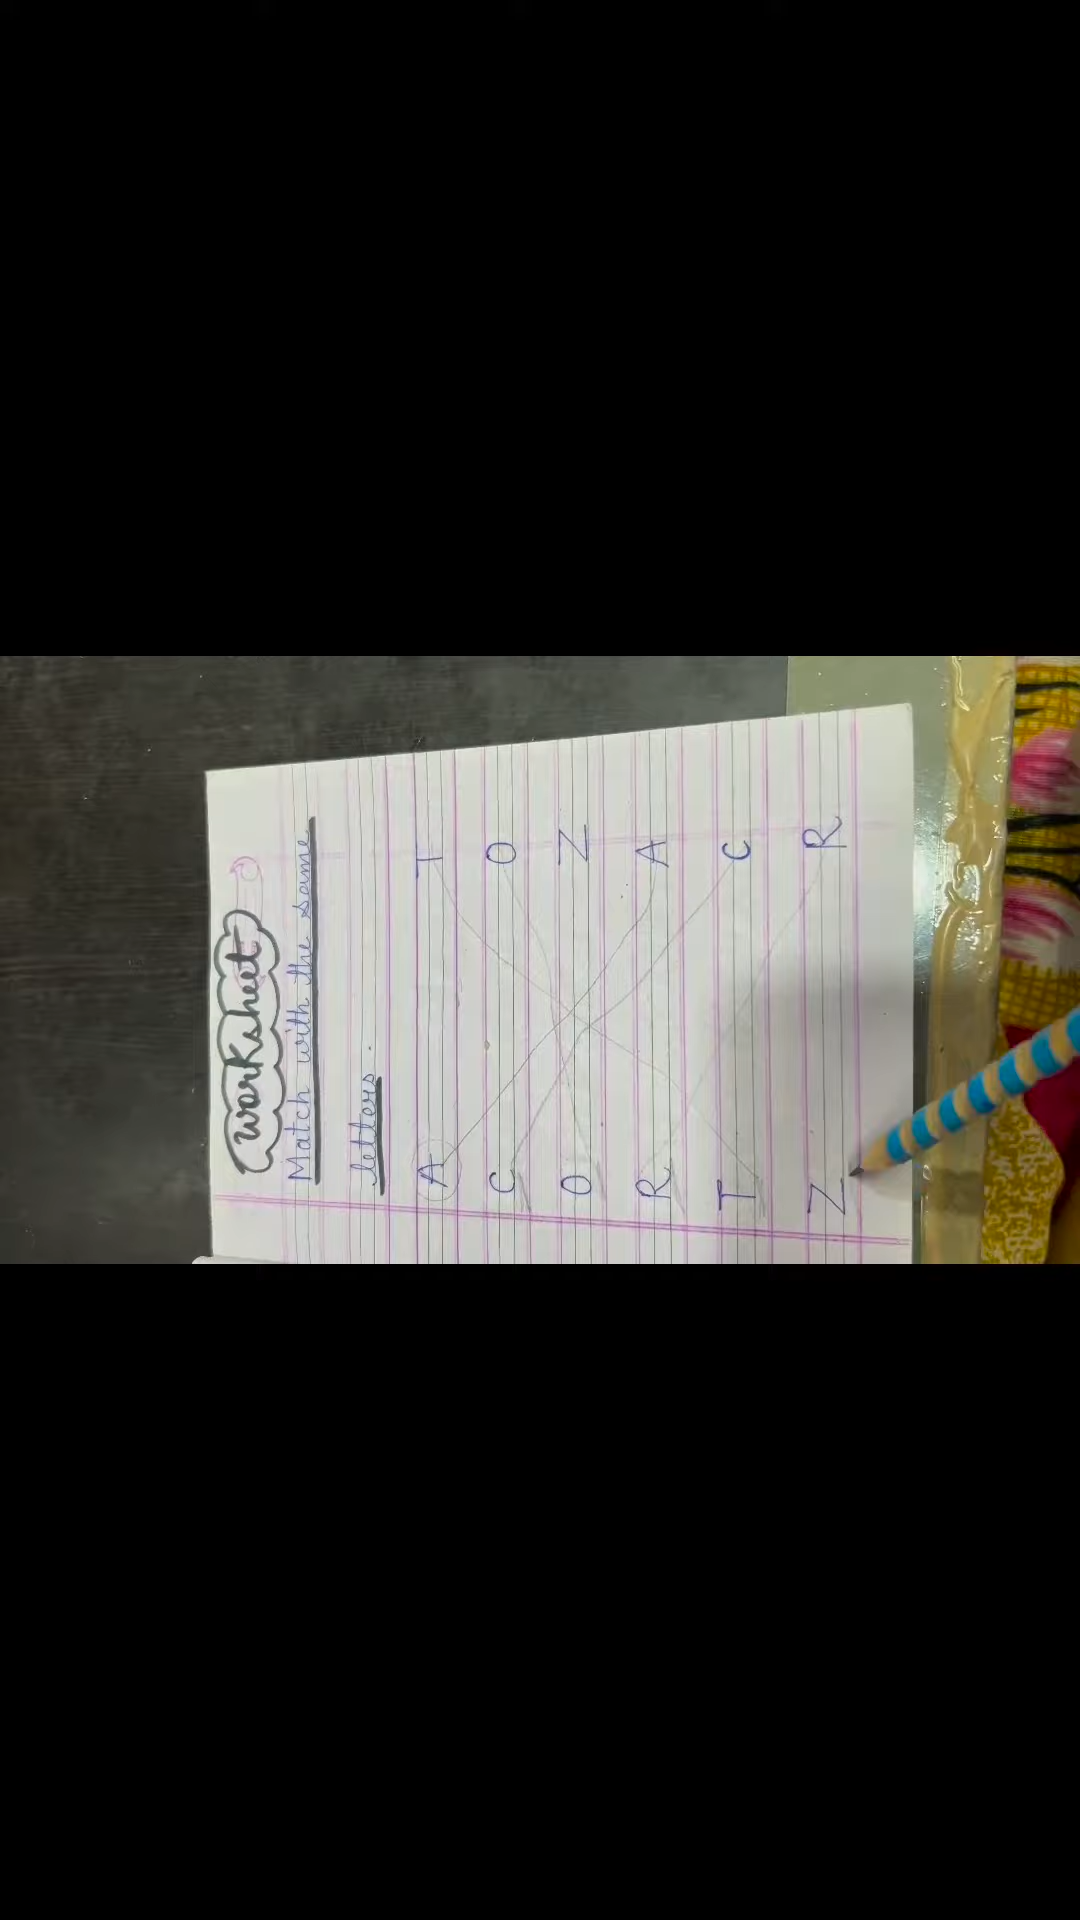 Worksheet
Match with the same
letters.
A T
C O
O Z
R A
T C
Z R